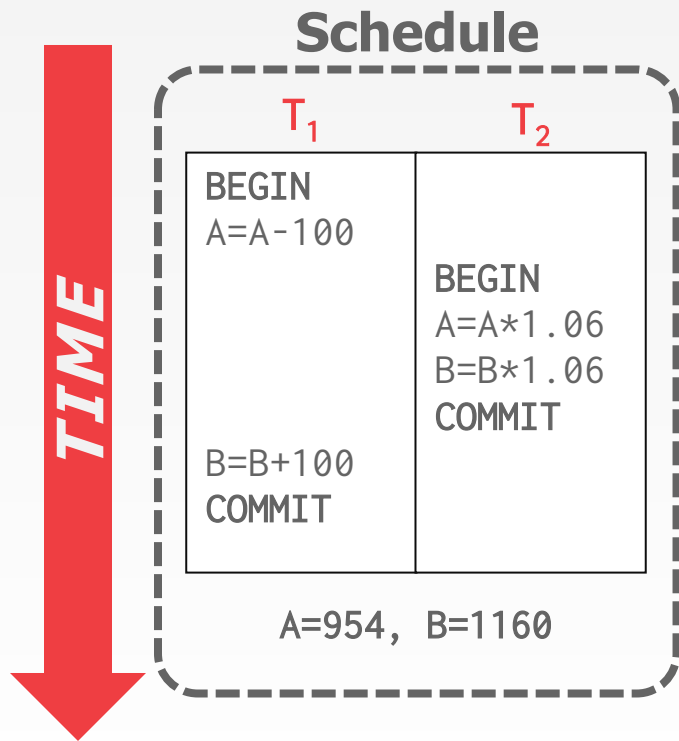 Schedule
TIME
T₁ T₂
BEGIN
A=A-100
BEGIN
A=A*1.06
B=B*1.06
COMMIT
B=B+100
COMMIT
A=954, B=1160